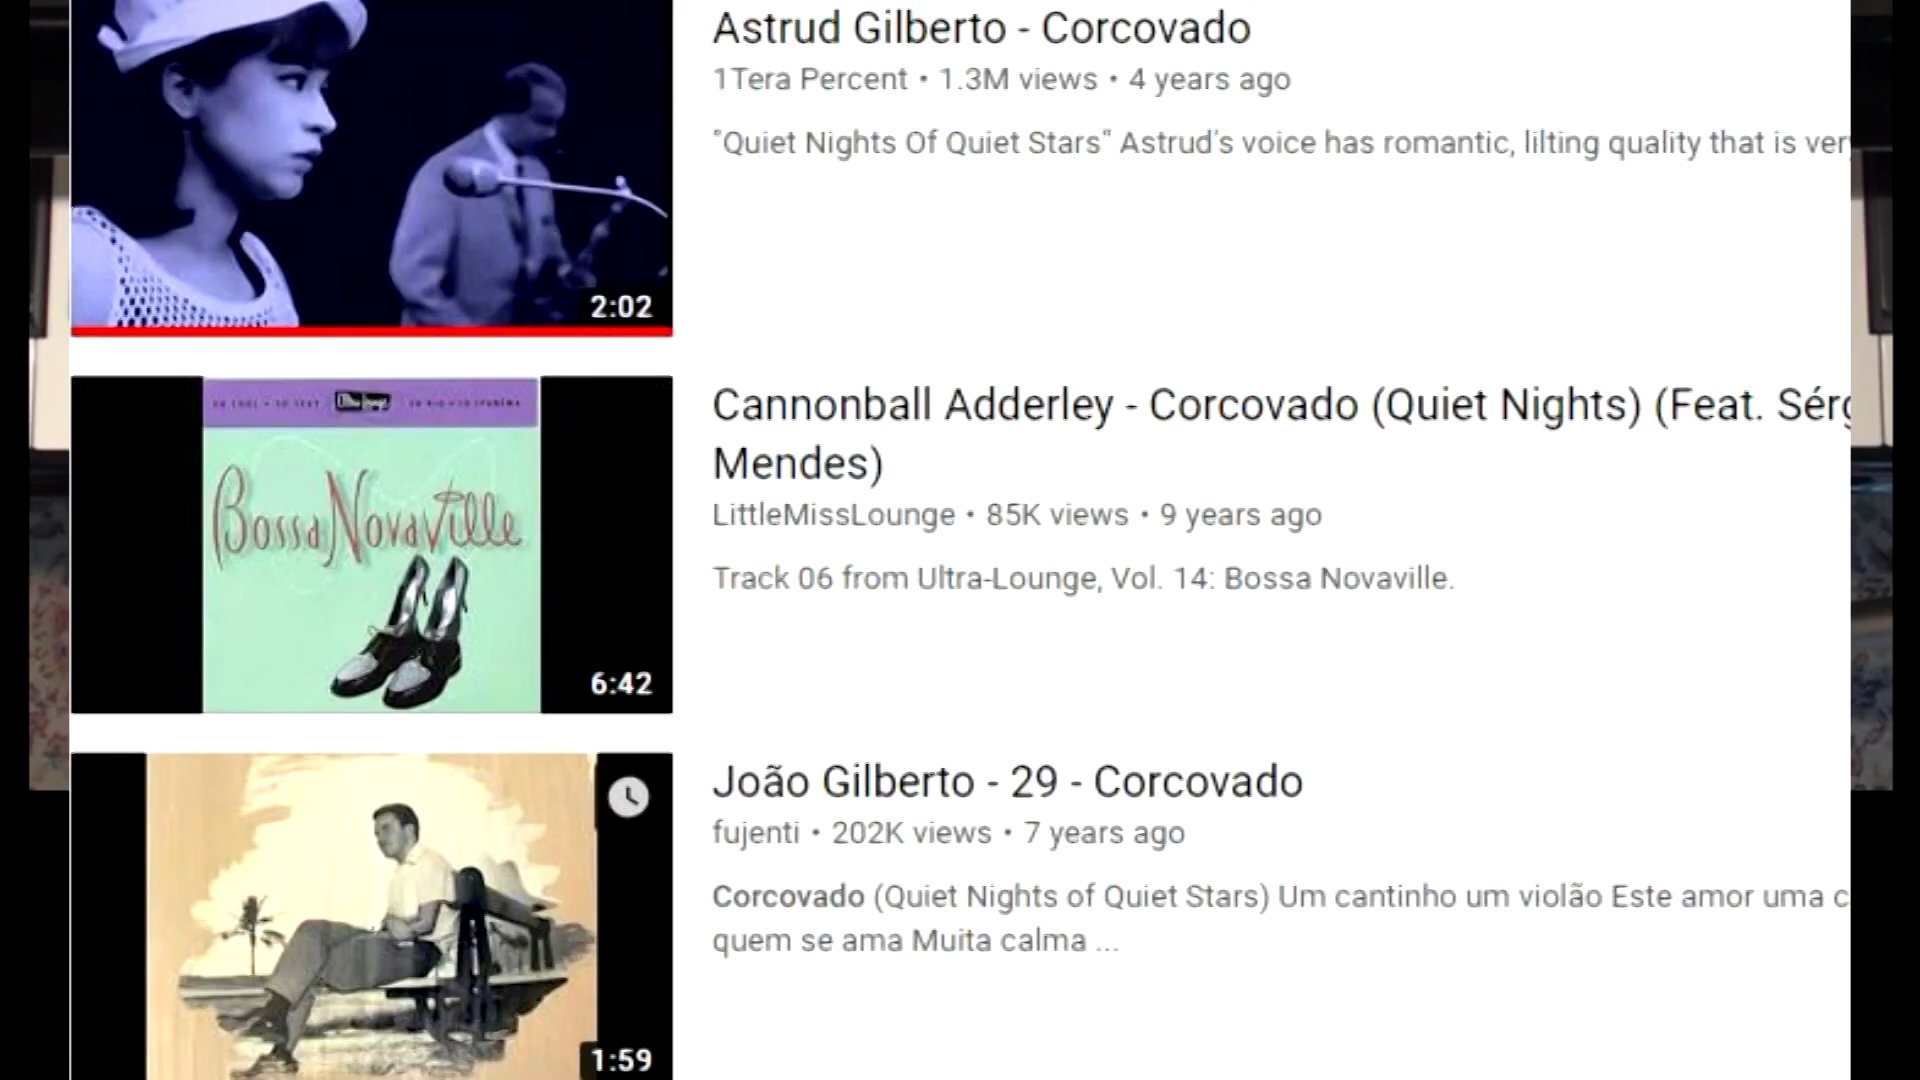 Astrud Gilberto - Corcovado
1Tera Percent • 1.3M views • 4 years ago
"Quiet Nights Of Quiet Stars" Astrud's voice has romantic, lilting quality that is
2:02
Cannonball Adderley - Corcovado (Quiet Nights) (Feat.
Mendes)
LittleMissLounge • 85K views • 9 years ago
Track 06 from Ultra-Lounge, Vol. 14: Bossa Novaville.
BossaNovaVille
6:42
João Gilberto - 29 - Corcovado
fujenti • 202K views • 7 years ago
Corcovado (Quiet Nights of Quiet Stars) Um cantinho um violão Este amor uma
quem se ama Muita calma ...
1:59